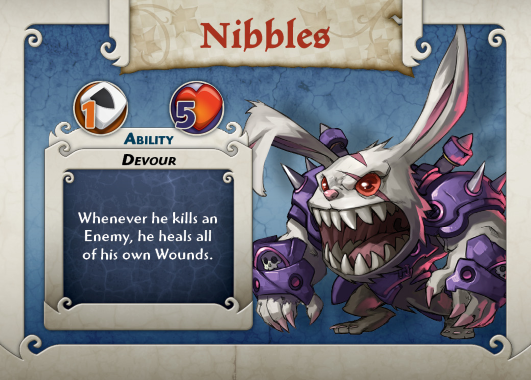 Nibbles
1
5
Ability
Devour
Whenever he kills an
Enemy, he heals all
of his own Wounds.